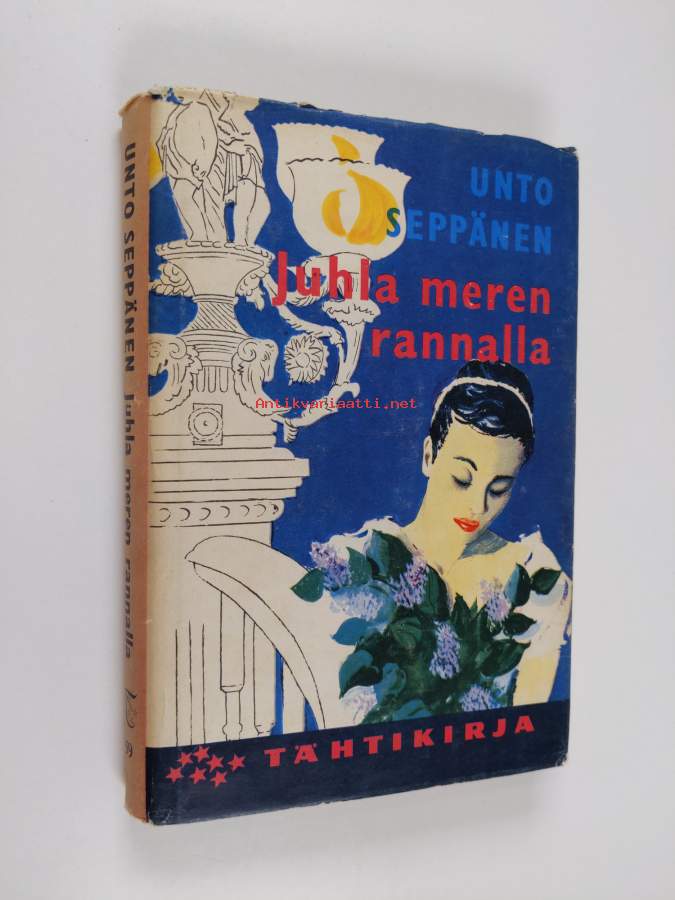 UNTO
SEPPÄNEN
Juhla meren
rannalla
Antikvariaatti.net
TÄHTIKIRJA
UNTO SEPPÄNEN Juhla meren rannalla